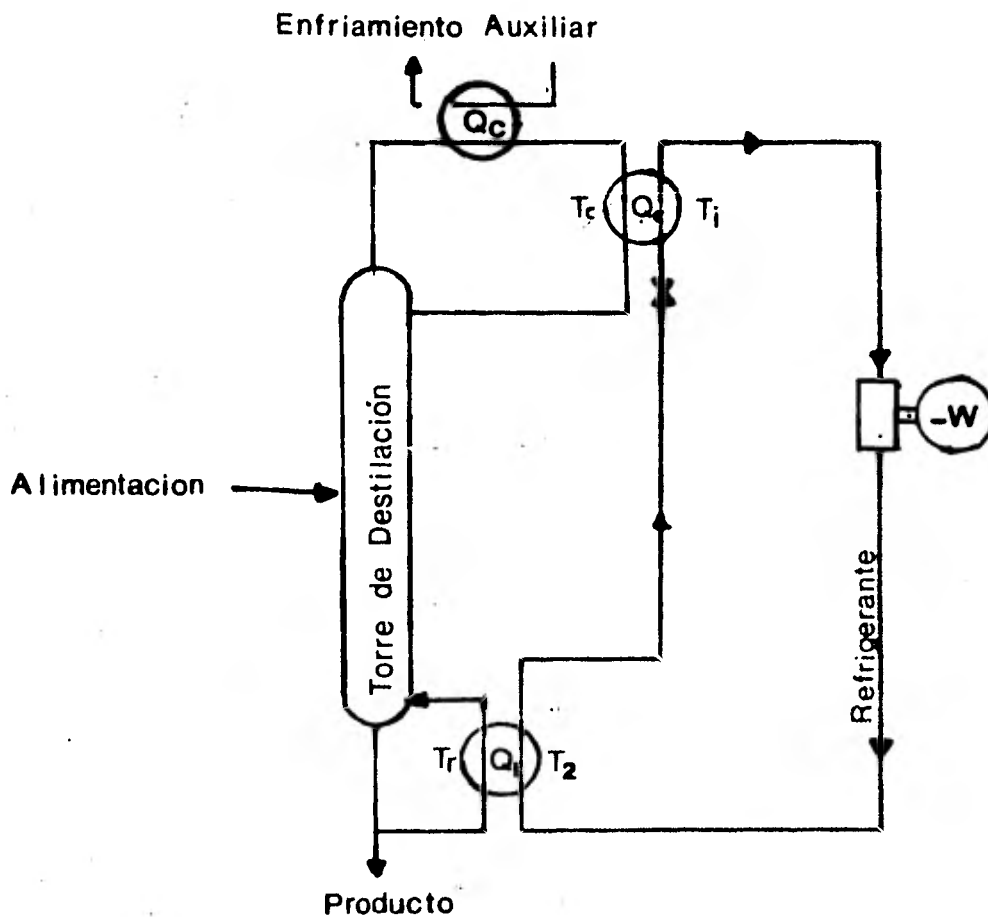 Enfriamiento Auxiliar
Qc
Tc
Ti
Torre de Destilación
-W
Alimentacion
Refrigerante
Tr
T2
Producto